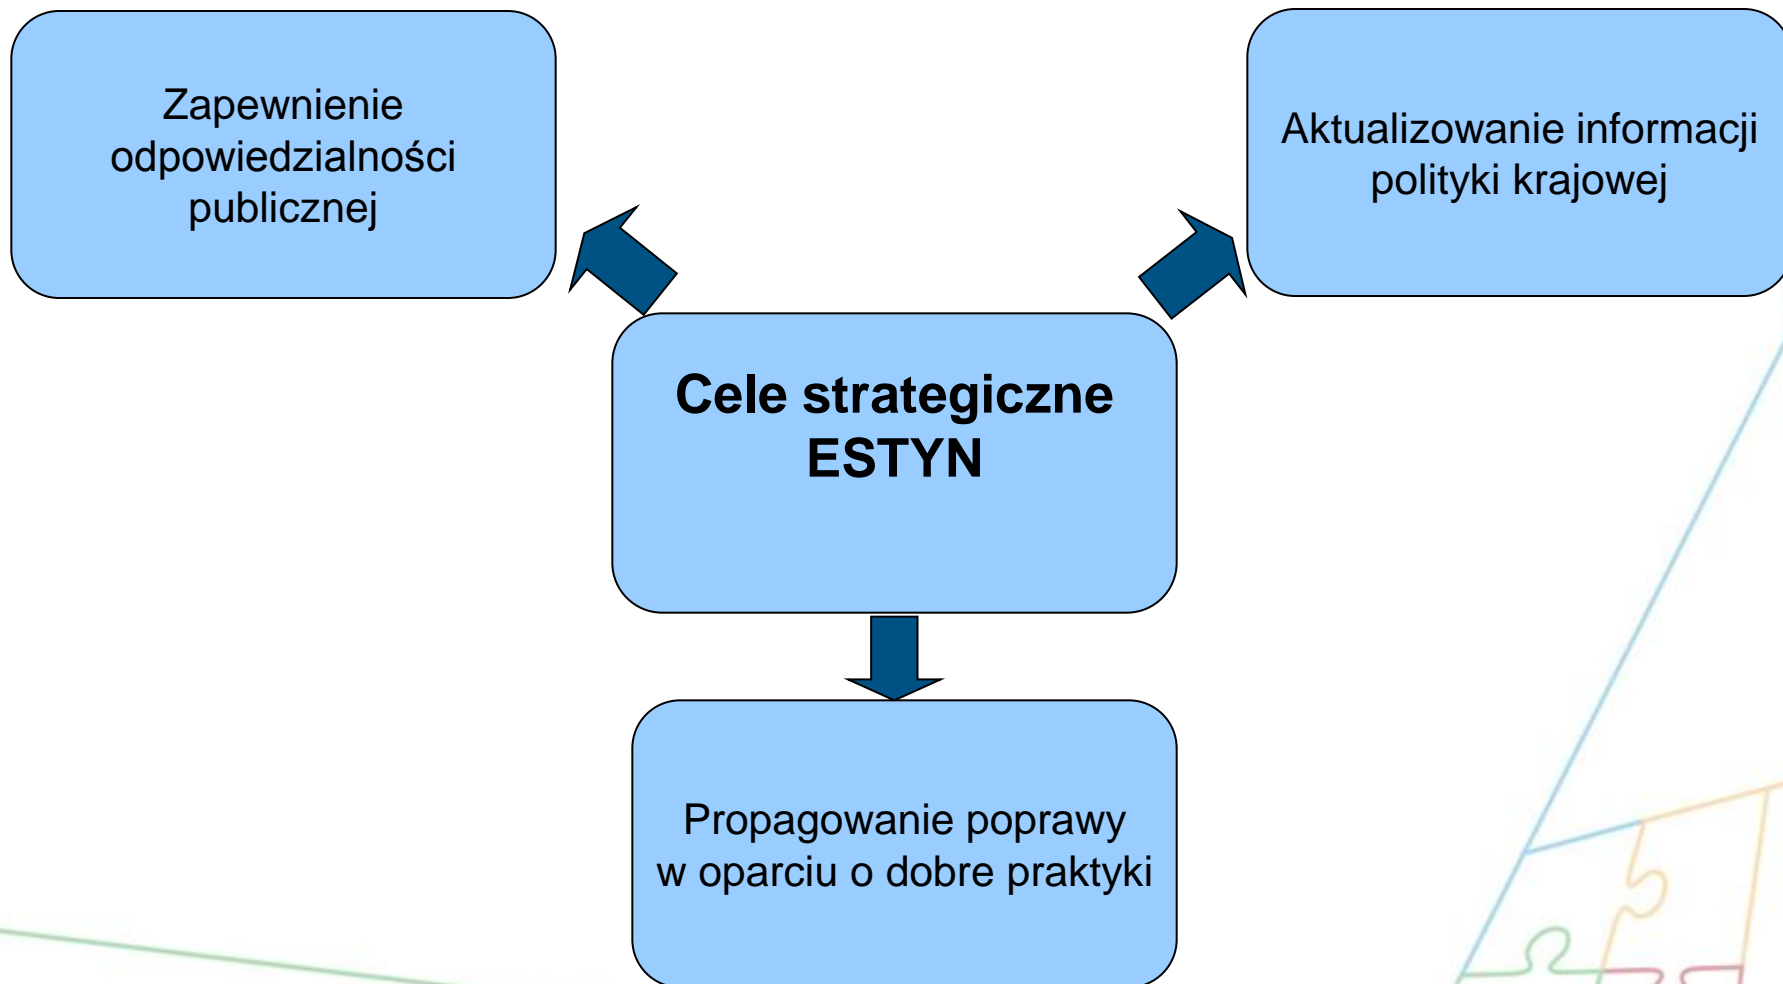 Zapewnienie
odpowiedzialności
publicznej
Aktualizowanie informacji
polityki krajowej
Cele strategiczne
ESTYN
Propagowanie poprawy
w oparciu o dobre praktyki